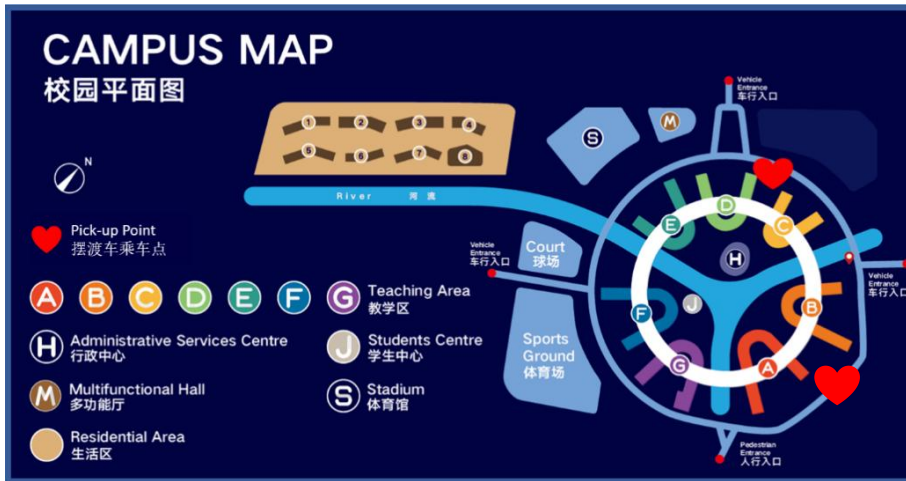 CAMPUS MAP
校园平面图
N
Pick-up Point
摆渡车乘车点
A B C D E F G Teaching Area
教学区
H Administrative Services Centre
行政中心
J Students Centre
学生中心
M Multifunctional Hall
多功能厅
S Stadium
体育馆
Residential Area
生活区
1 2 3 4
5 6 7 8
River 河流
S
M
Vehicle
Entrance
车行入口
Vehicle
Entrance
车行入口
Court
球场
Sports
Ground
体育场
D
E
C
H
J
F
B
G
A
Vehicle
Entrance
车行入口
Pedestrian
Entrance
人行入口